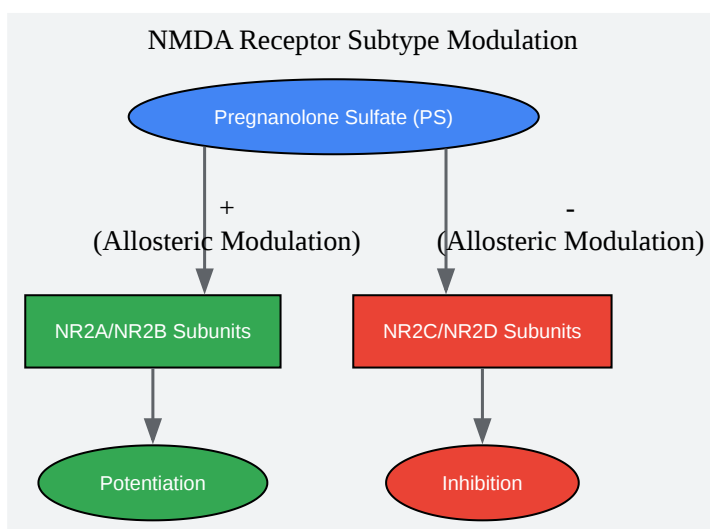 NMDA Receptor Subtype Modulation
Pregnanolone Sulfate (PS)
+
(Allosteric Modulation)
-
(Allosteric Modulation)
NR2A/NR2B Subunits
NR2C/NR2D Subunits
Potentiation
Inhibition